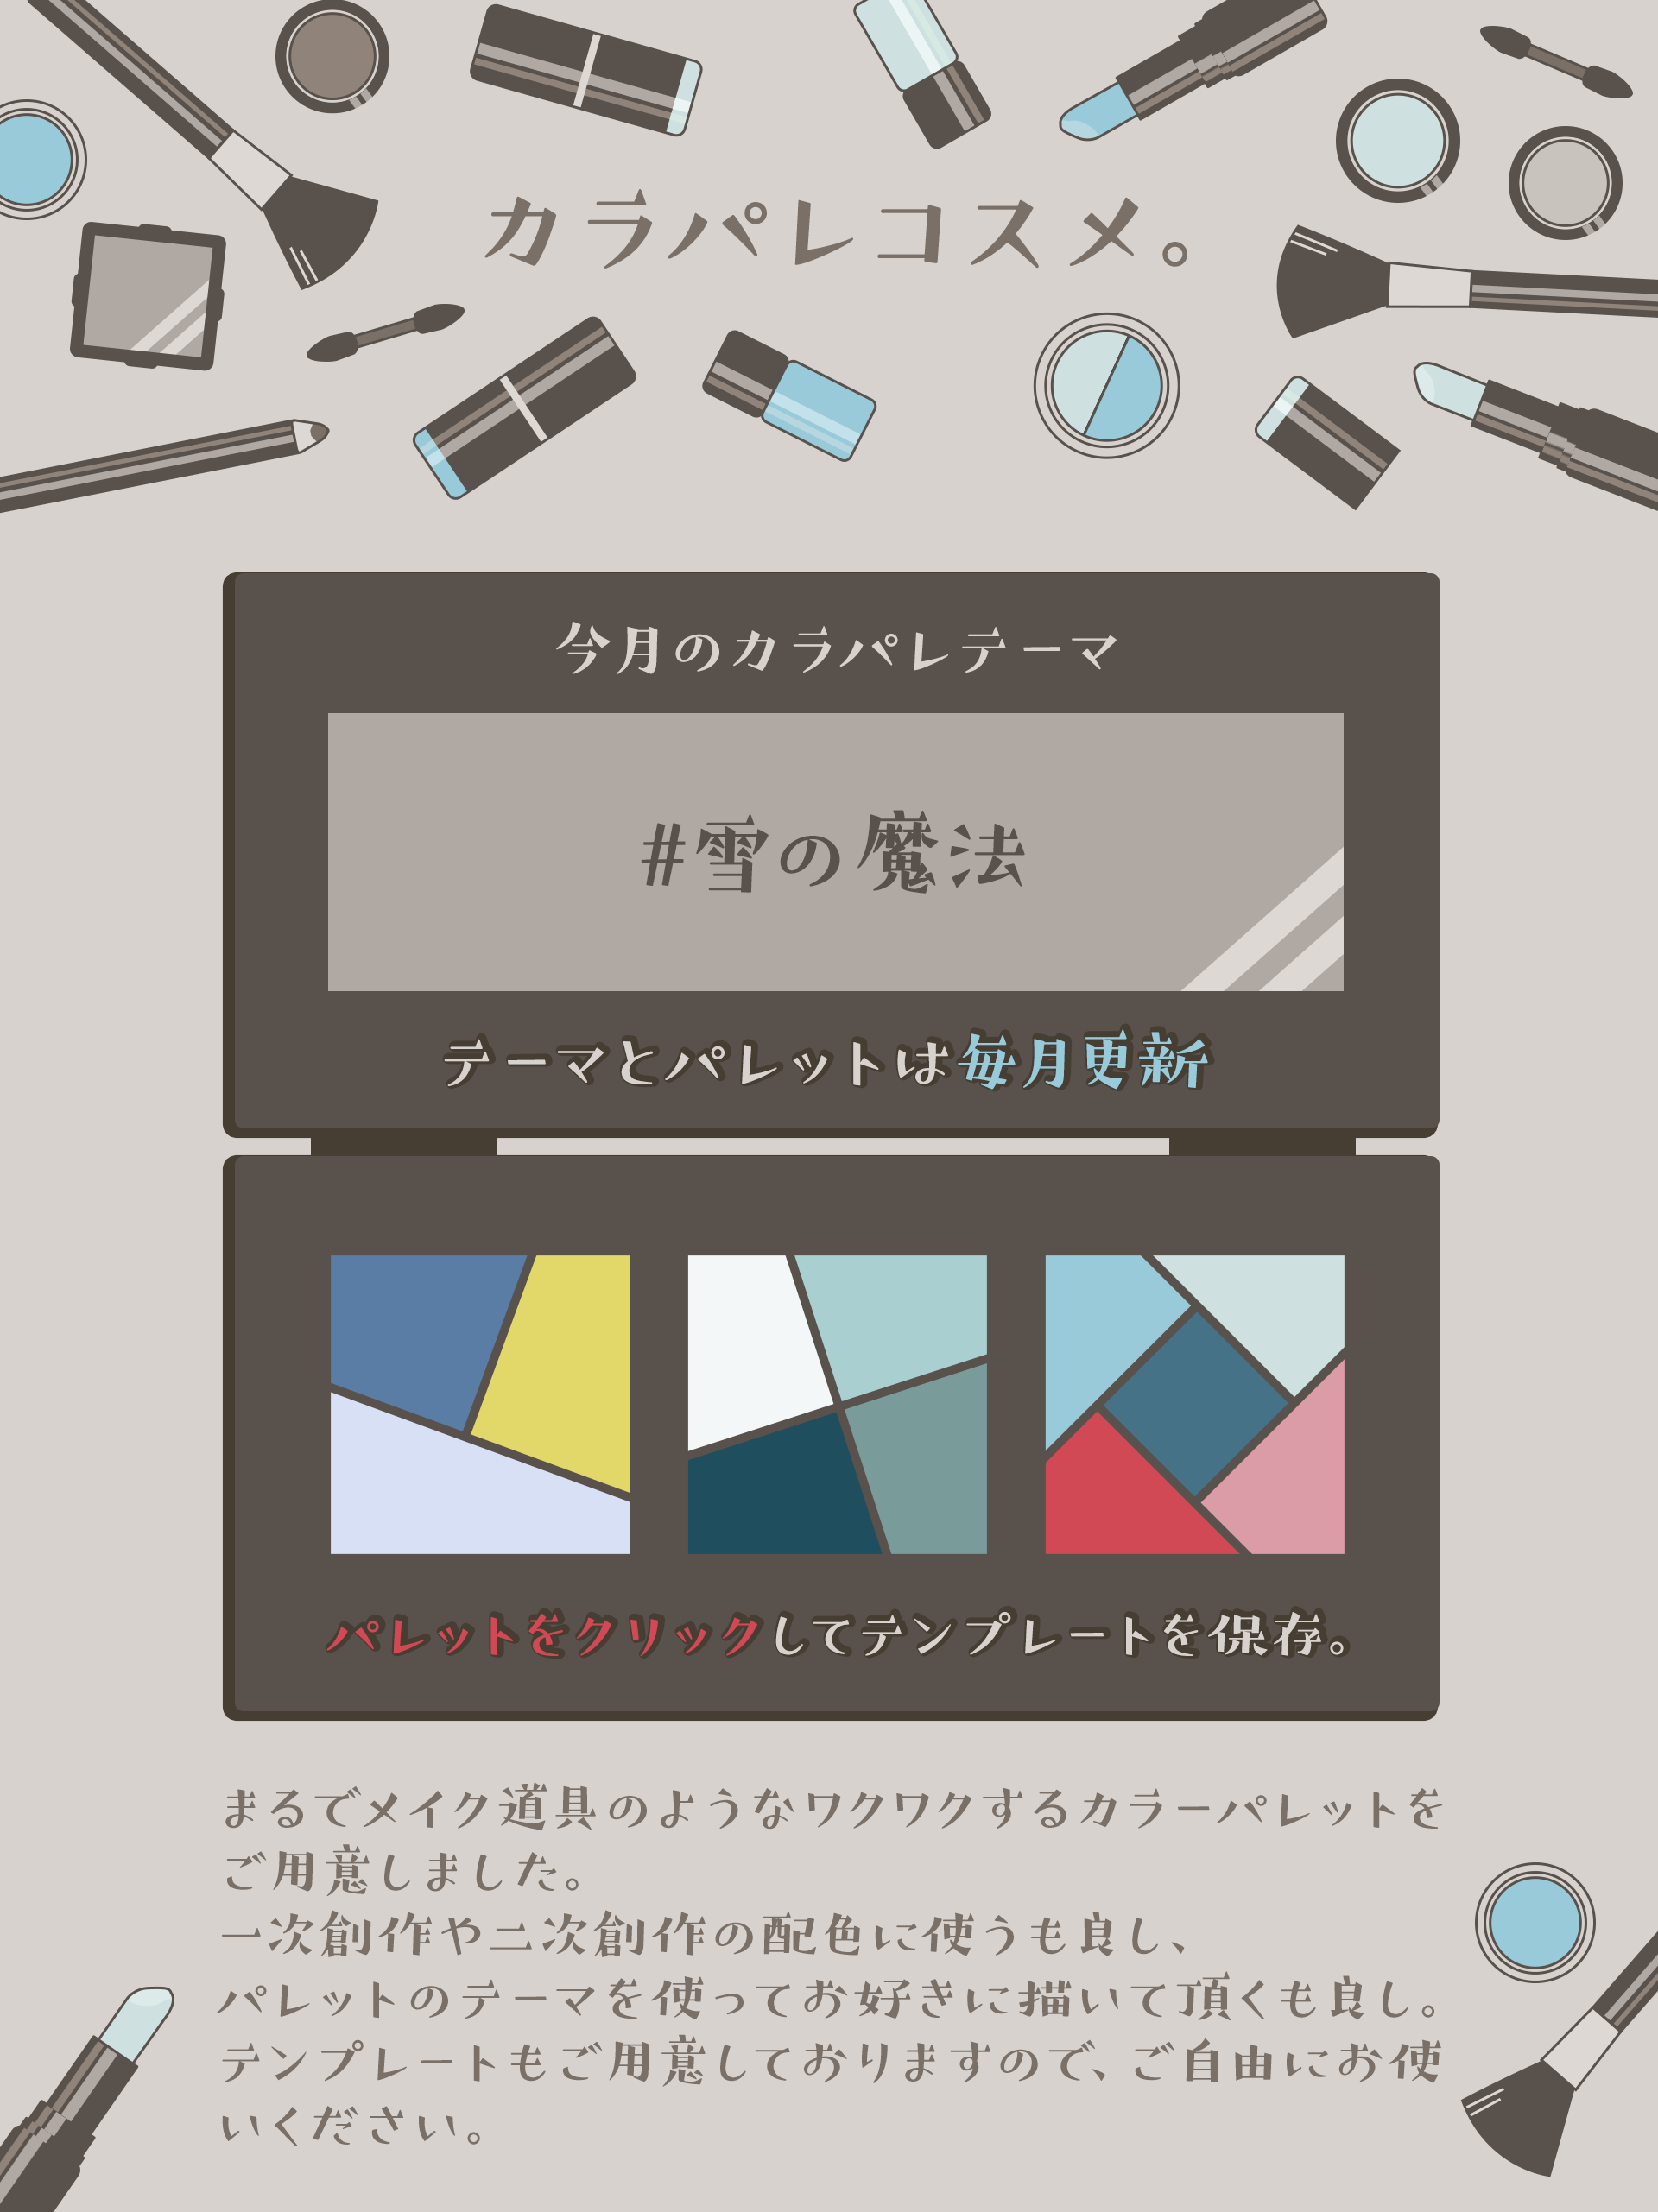 カラパレコスメ。
今月のカラパレテーマ
#雪の魔法
テーマとパレットは毎月更新
パレットをクリックしてテンプレートを保存。
まるでメイク道具のようなワクワクするカラーパレットを
ご用意しました。
一次創作や二次創作の配色に使うも良し、
パレットのテーマを使ってお好きに描いて頂くも良し。
テンプレートもご用意しておりますので、ご自由にお使
いください。